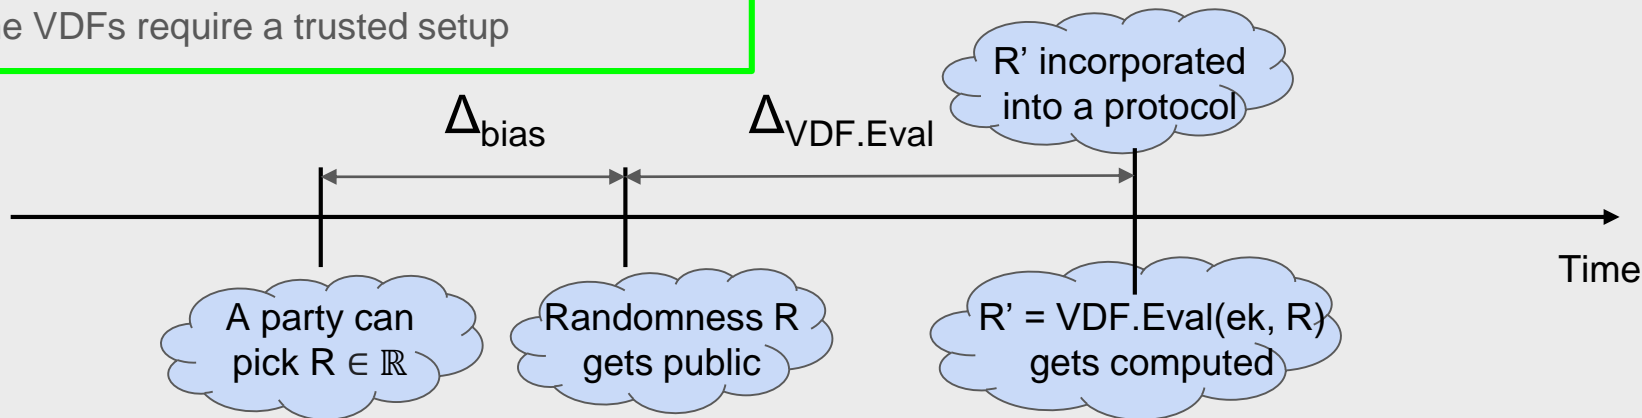 VDFs require a trusted setup
R’ incorporated
into a protocol
Δbias
ΔVDF.Eval
Time
A party can
pick R ∈ ℝ
Randomness R
gets public
R’ = VDF.Eval(ek, R)
gets computed